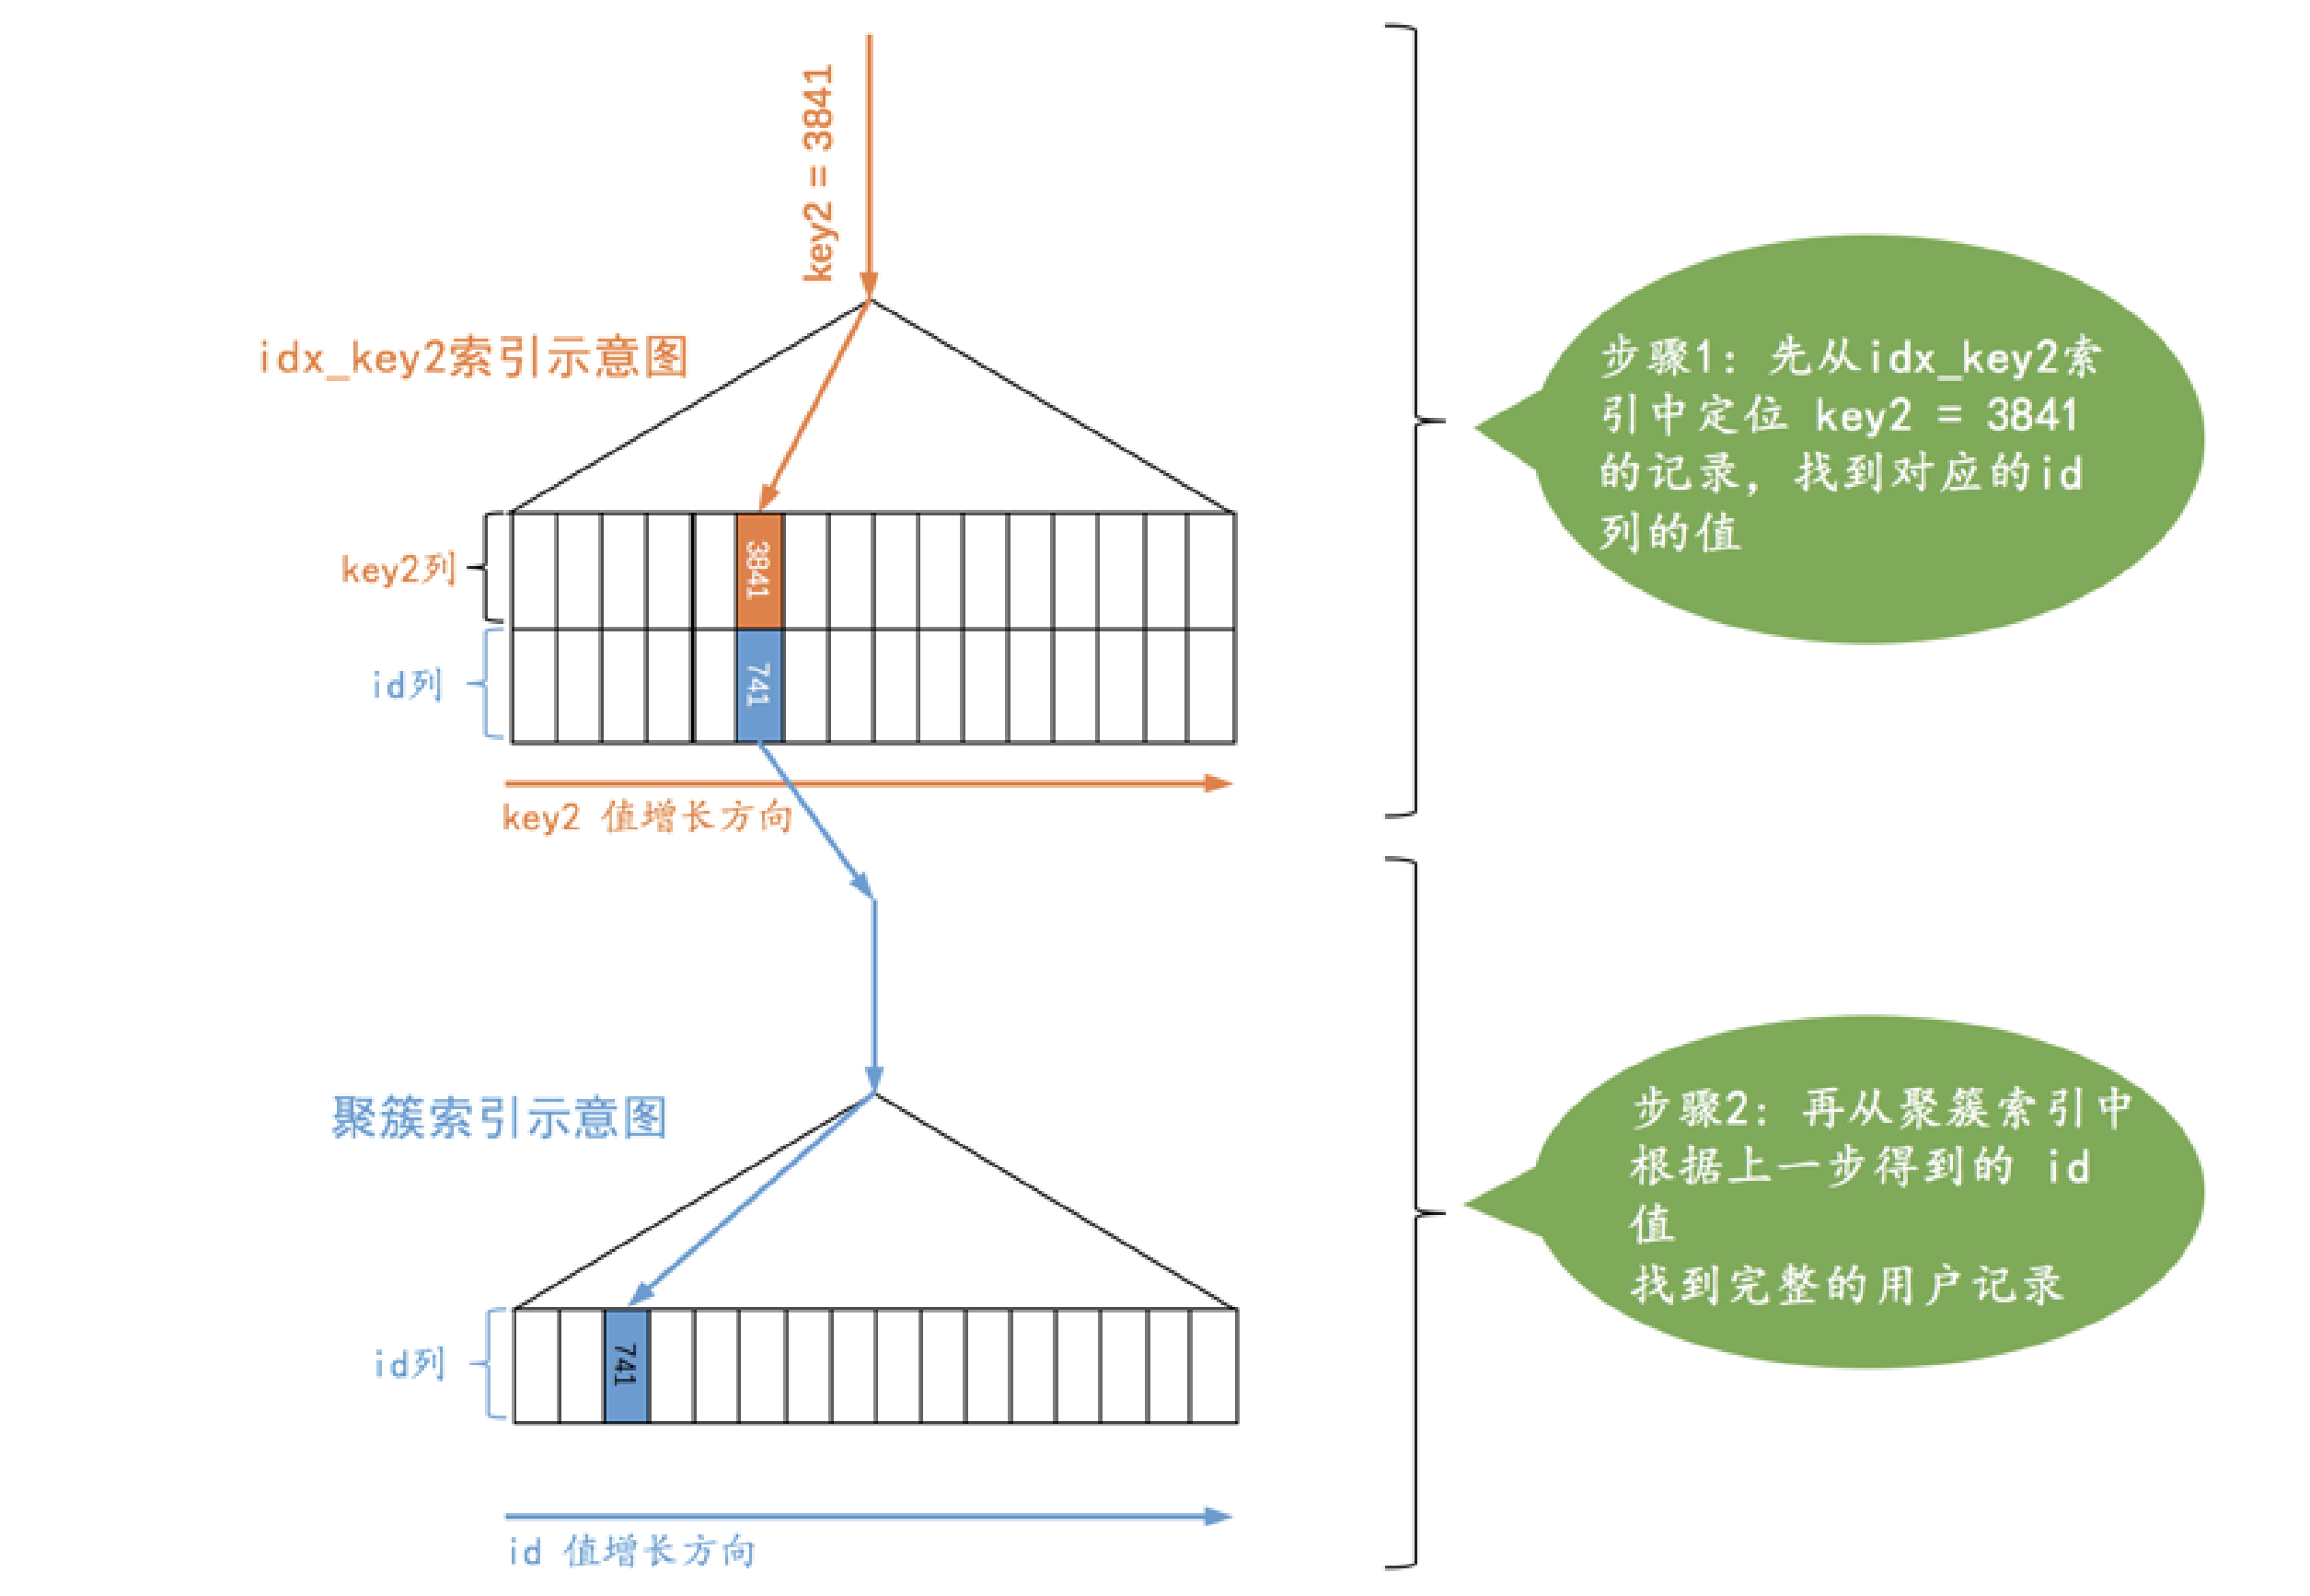 key2 = 3841
idx_key2索引示意图
步骤1：先从idx_key2索
引中定位 key2 = 3841
的记录，找到对应的id
列的值
key2列
3841
id列
741
key2 值增长方向
聚簇索引示意图
步骤2：再从聚簇索引中
根据上一步得到的 id
值
找到完整的用户记录
id列
741
id 值增长方向